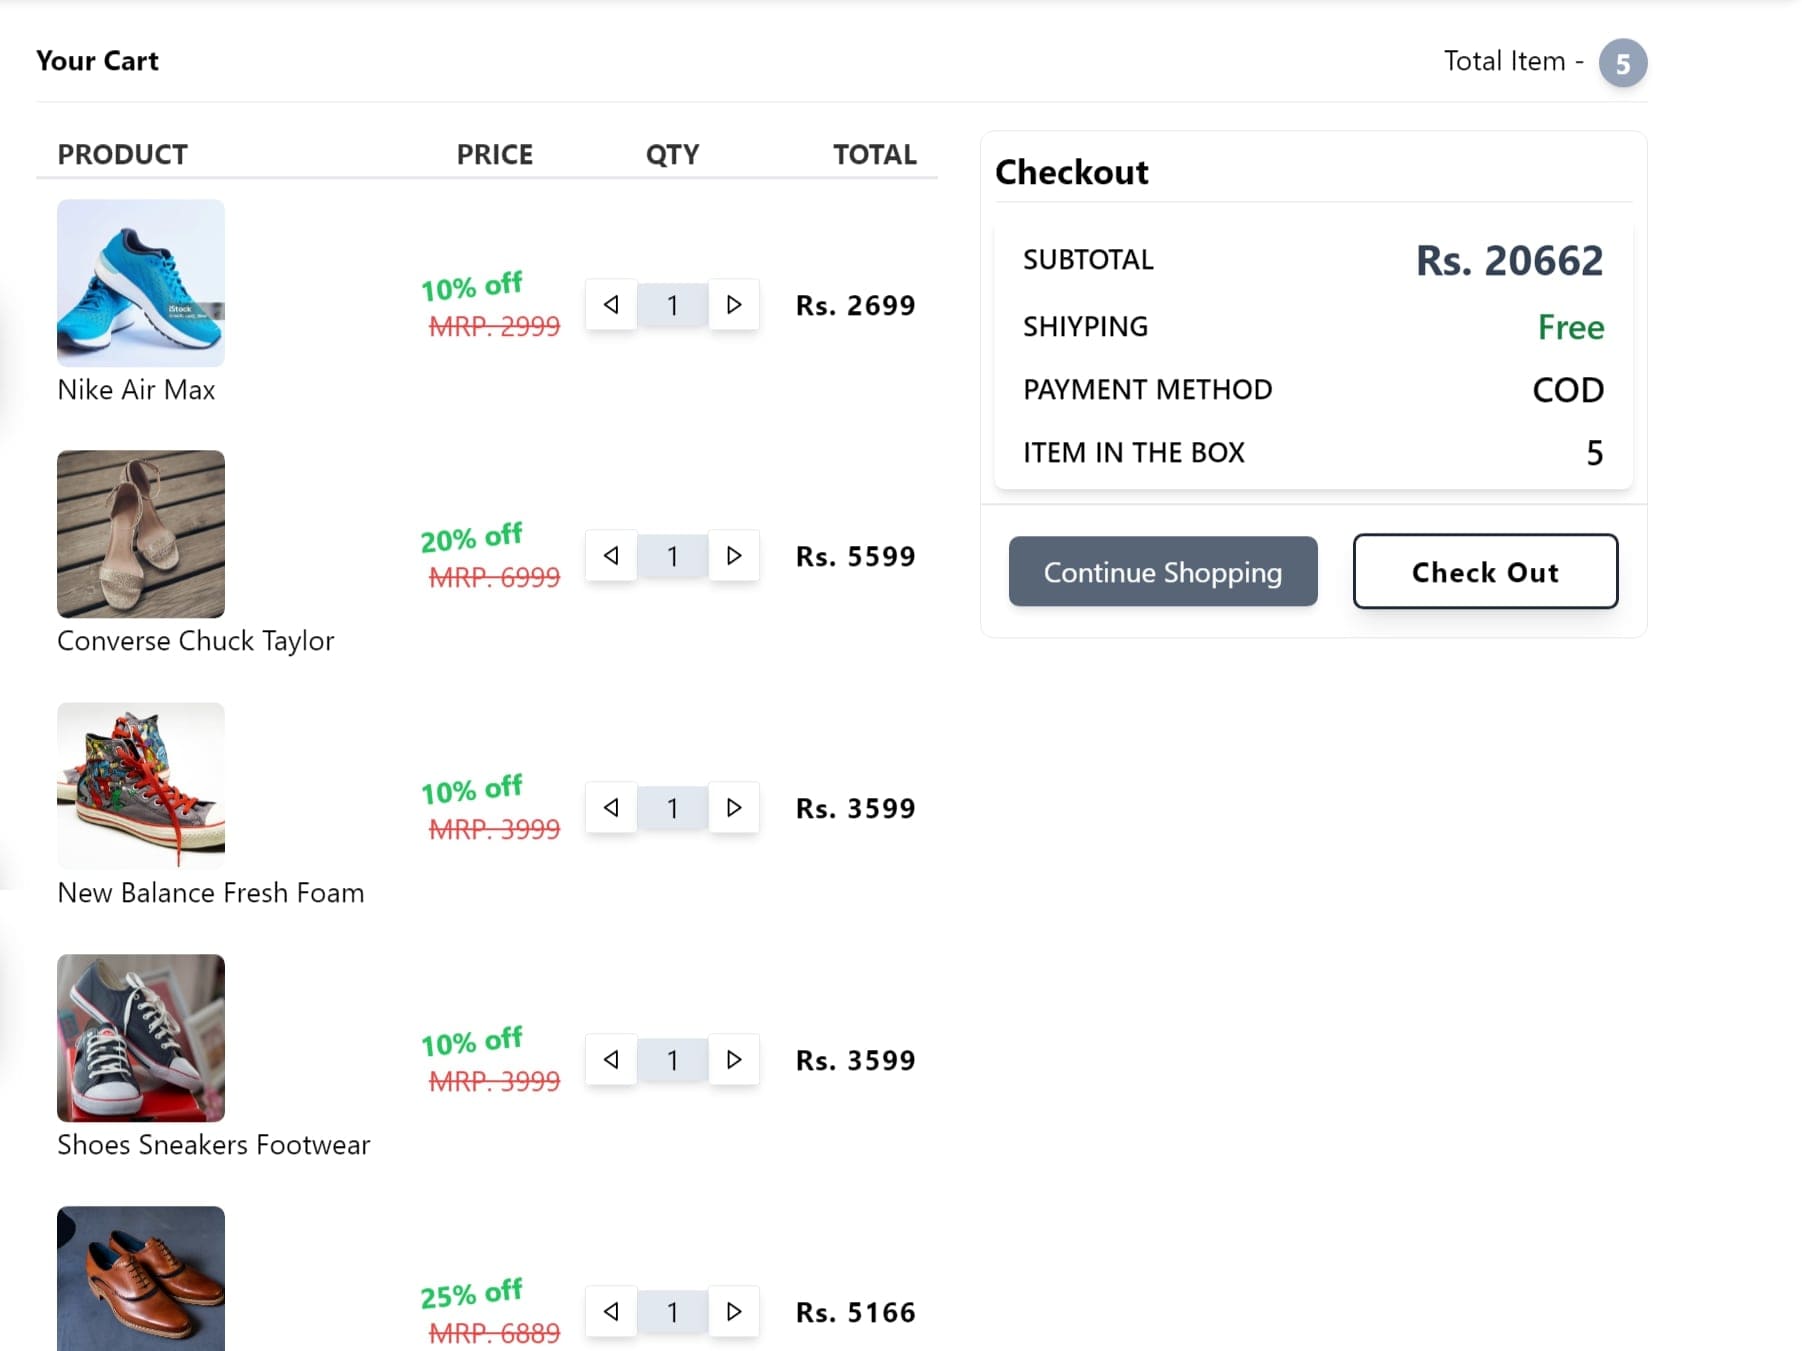 Your Cart
Total Item - 5
PRODUCT PRICE QTY TOTAL
10% off
MRP. 2999
1
Rs. 2699
iStock
Nike Air Max
20% off
MRP. 6999
1
Rs. 5599
Converse Chuck Taylor
10% off
MRP. 3999
1
Rs. 3599
New Balance Fresh Foam
10% off
MRP. 3999
1
Rs. 3599
Shoes Sneakers Footwear
25% off
MRP. 6889
1
Rs. 5166
Checkout
SUBTOTAL Rs. 20662
SHIYPING Free
PAYMENT METHOD COD
ITEM IN THE BOX 5
Continue Shopping
Check Out